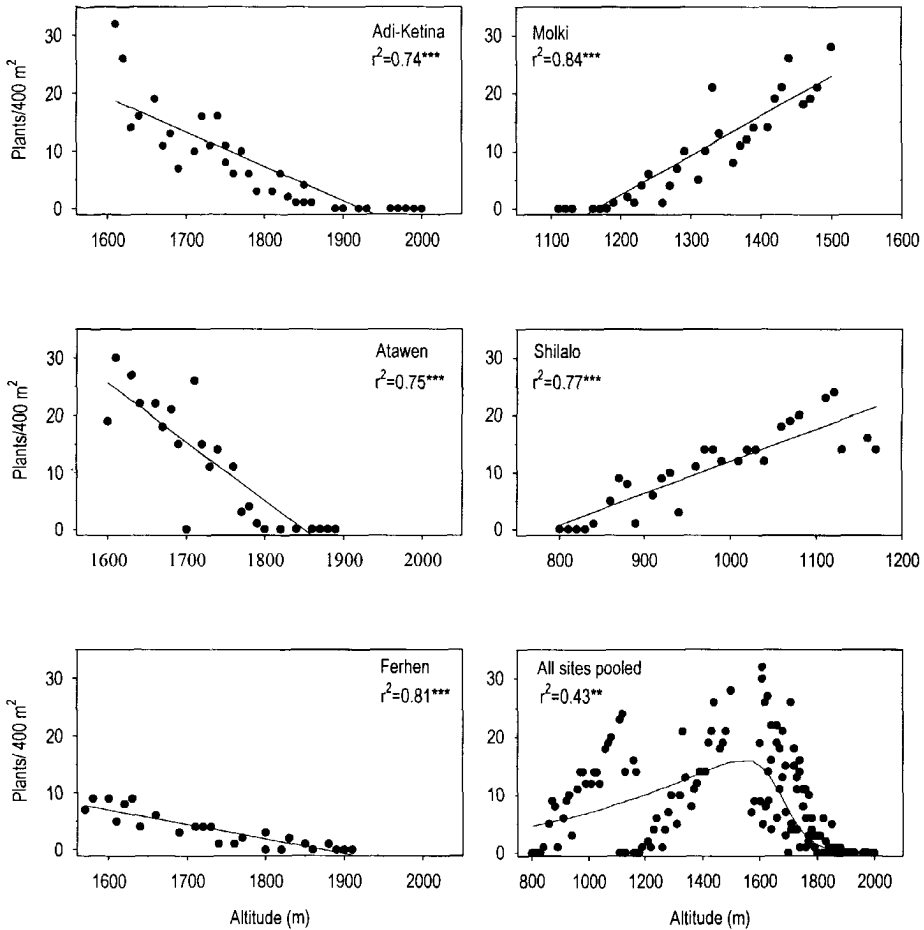 Adi-Ketina
r²=0.74***
Plants/400 m²
30
20
10
0
1600 1700 1800 1900 2000
Molki
r²=0.84***
30
20
10
0
1100 1200 1300 1400 1500 1600
Atawen
r²=0.75***
Plants/400 m²
30
20
10
0
1600 1700 1800 1900 2000
Shilalo
r²=0.77***
30
20
10
0
800 900 1000 1100 1200
Ferhen
r²=0.81***
Plants/ 400 m²
30
20
10
0
1600 1700 1800 1900 2000
Altitude (m)
All sites pooled
r²=0.43**
30
20
10
0
800 1000 1200 1400 1600 1800 2000
Altitude (m)